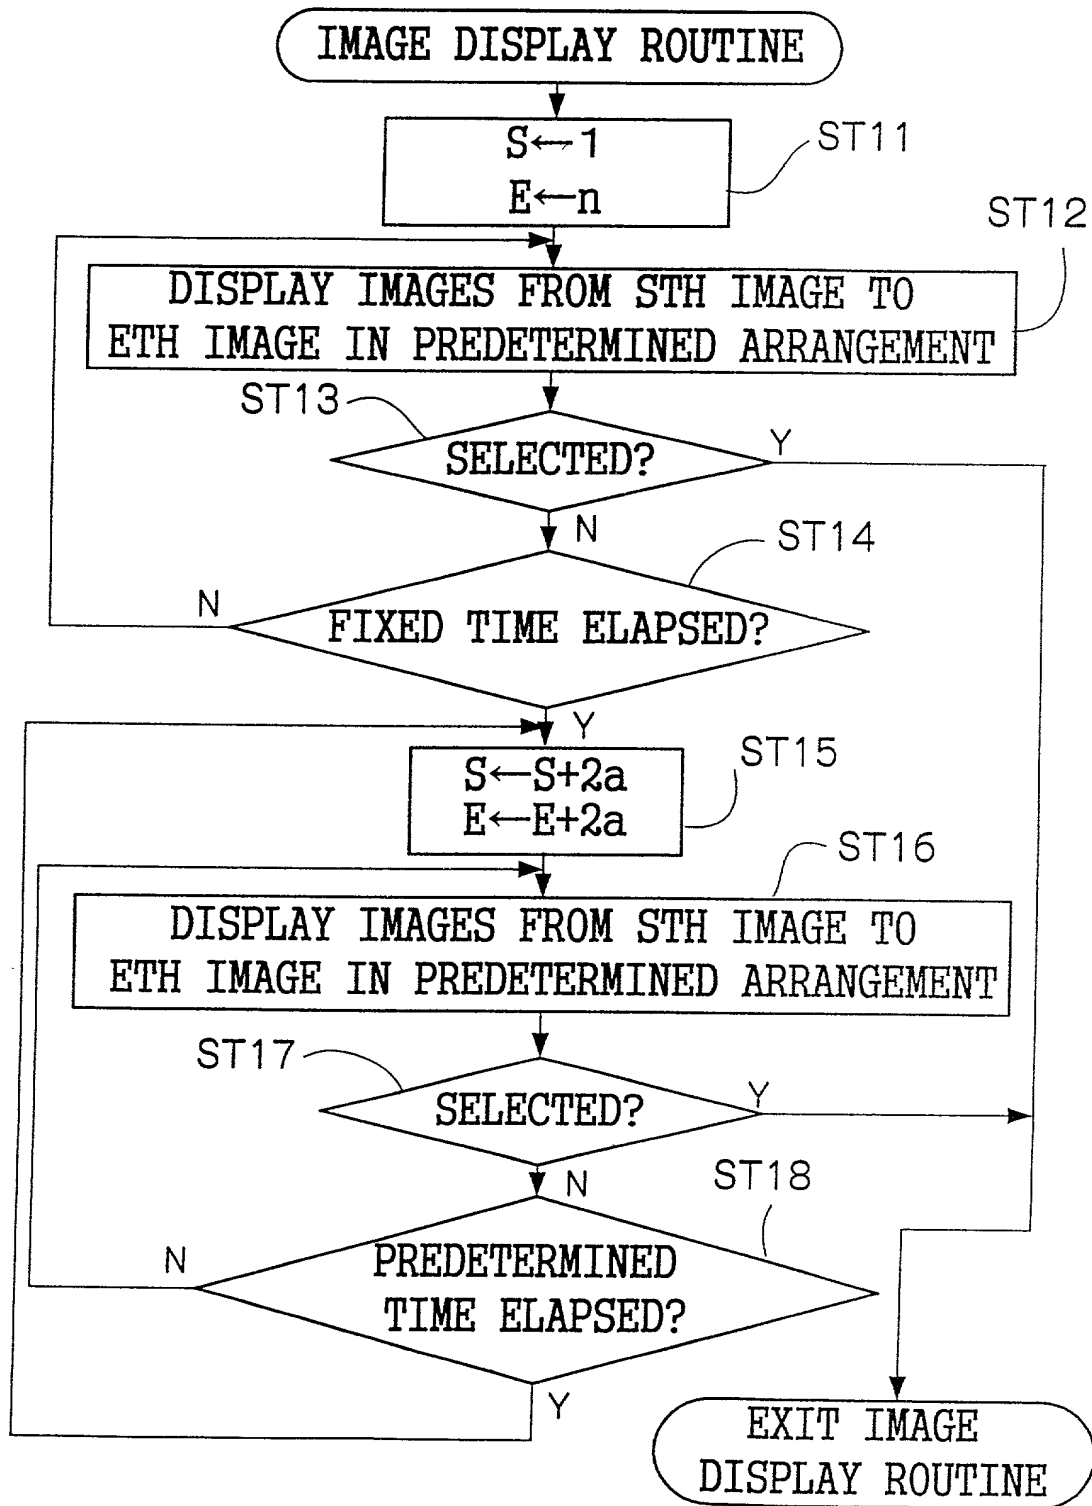 IMAGE DISPLAY ROUTINE
S←1
E←n
ST11
ST12
DISPLAY IMAGES FROM STH IMAGE TO
ETH IMAGE IN PREDETERMINED ARRANGEMENT
ST13
SELECTED?
Y
N
ST14
N
FIXED TIME ELAPSED?
Y
ST15
S←S+2a
E←E+2a
ST16
DISPLAY IMAGES FROM STH IMAGE TO
ETH IMAGE IN PREDETERMINED ARRANGEMENT
ST17
SELECTED?
Y
N
ST18
N
PREDETERMINED
TIME ELAPSED?
Y
EXIT IMAGE
DISPLAY ROUTINE